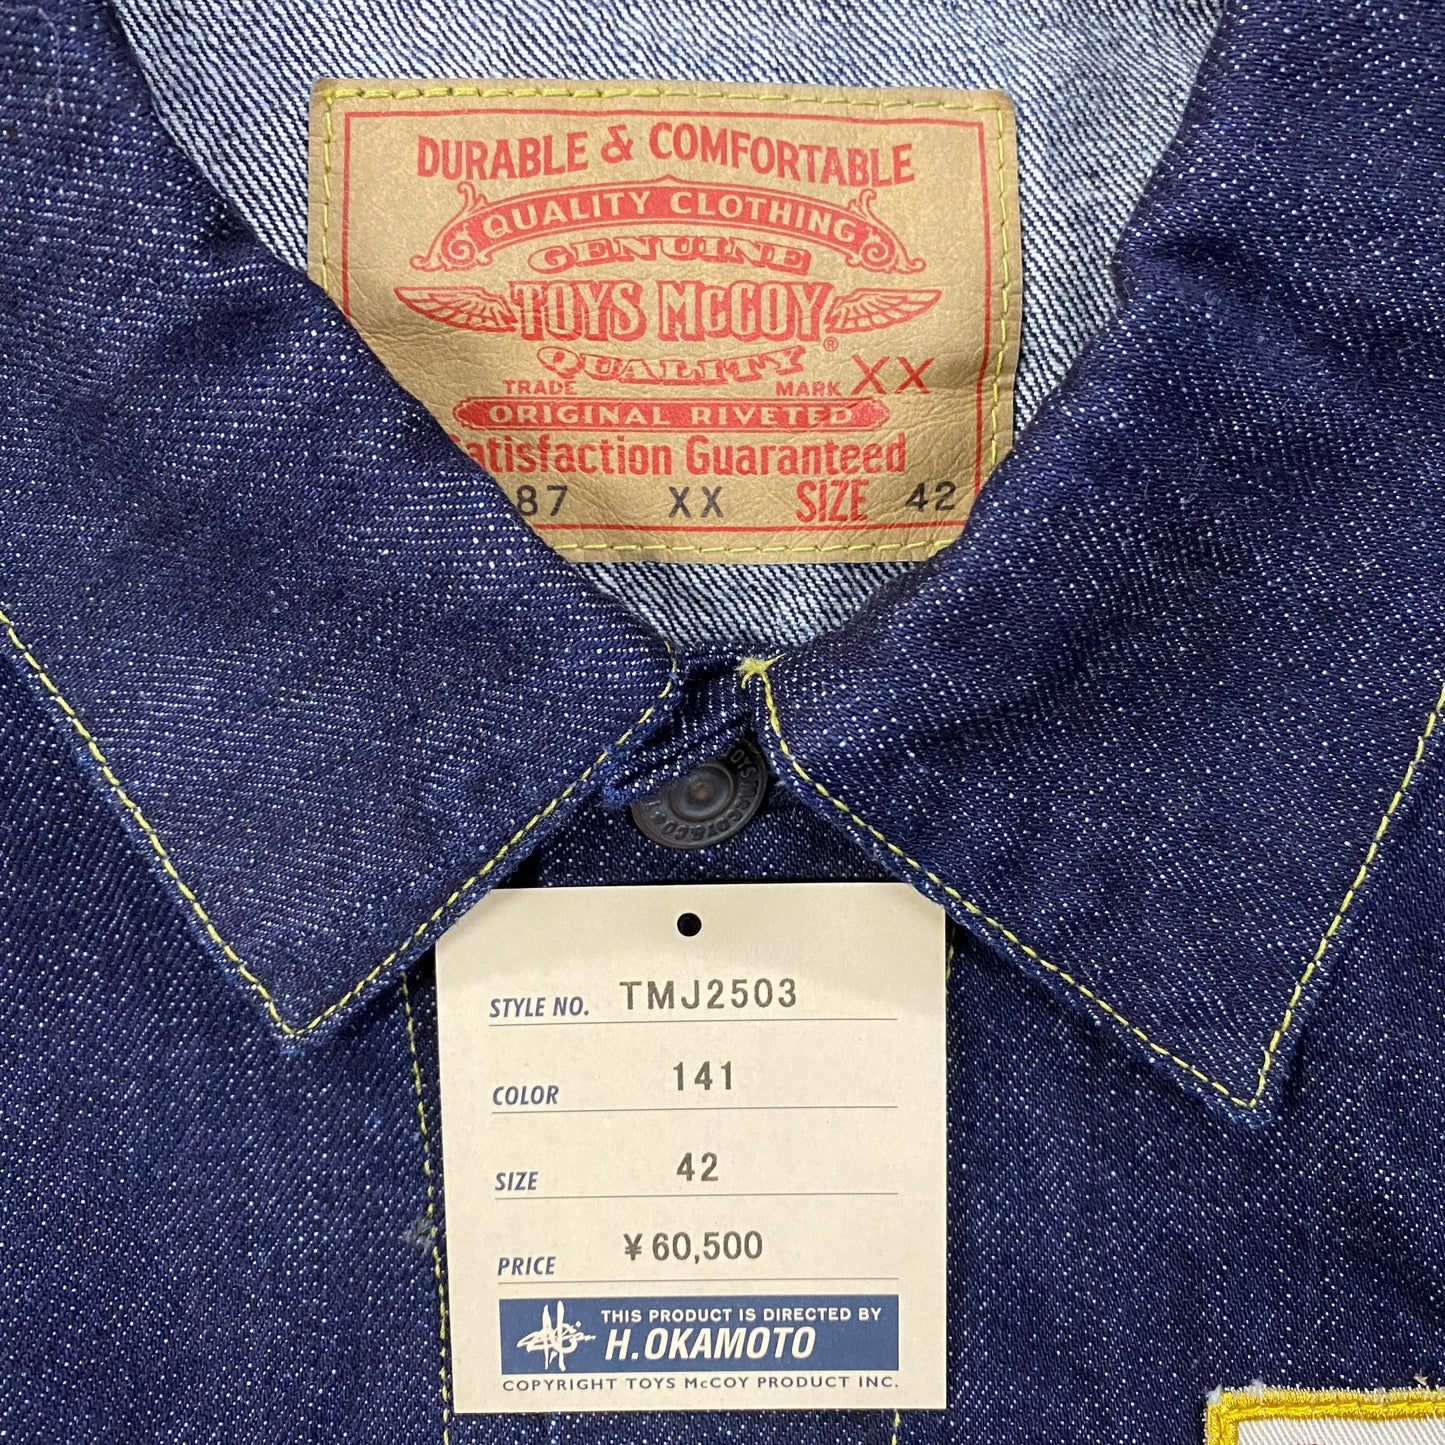 DURABLE & COMFORTABLE
QUALITY CLOTHING
GENUINE
TOYS McCOY
QUALITY ®
TRADE MARK XX
ORIGINAL RIVETED
Guaranteed
87 XX SIZE 42
STYLE NO. TMJ2503
COLOR 141
SIZE 42
PRICE ¥60,500
THIS PRODUCT IS DIRECTED BY
H.OKAMOTO
COPYRIGHT TOYS McCOY PRODUCT INC.